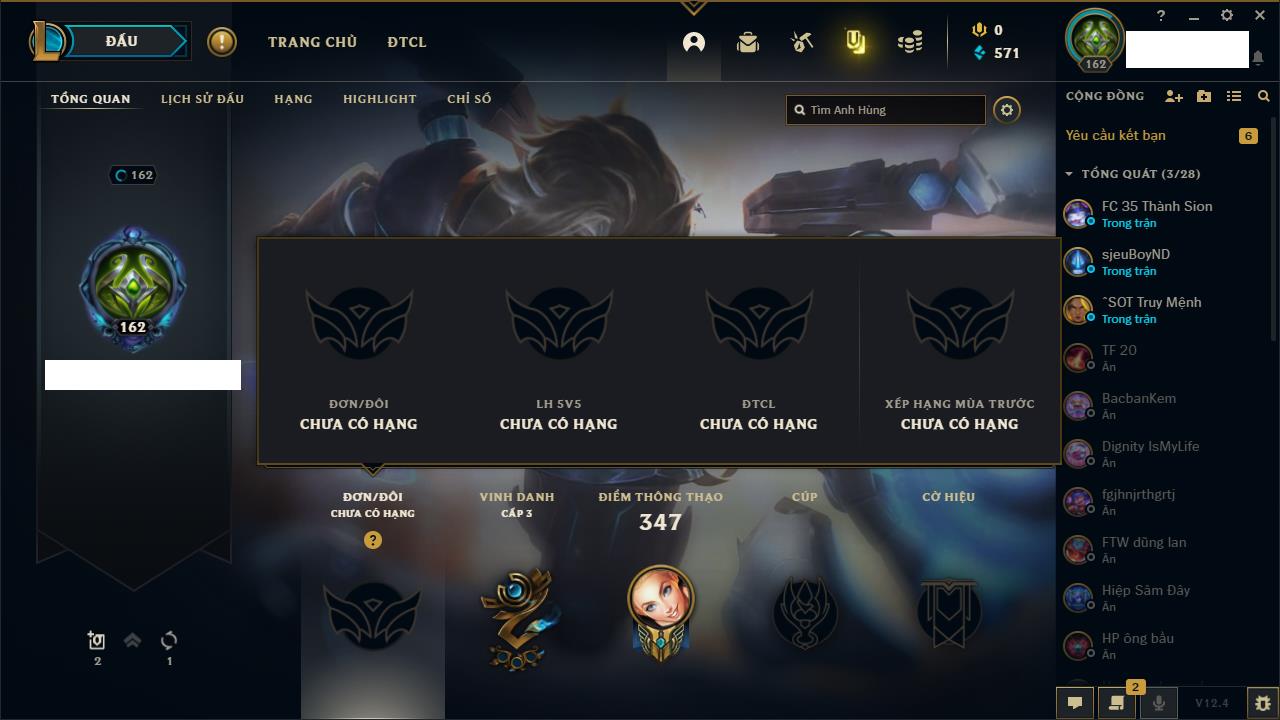 ĐẤU
TRANG CHỦ
ĐTCL
0
571
162
TỔNG QUAN
LỊCH SỬ ĐẤU
HẠNG
HIGHLIGHT
CHỈ SỐ
Tìm Anh Hùng
CỘNG ĐỒNG
Yêu cầu kết bạn
6
TỔNG QUÁT (3/28)
FC 35 Thành Sion
Trong trận
sjeuBoyND
Trong trận
^SOT Truy Mệnh
Trong trận
TF 20
Ẩn
BacbanKem
Ẩn
Dignity IsMyLife
Ẩn
fgjhnjrthgrtj
Ẩn
FTW dũng lan
Ẩn
Hiệp Sâm Đây
Ẩn
HP ông bầu
Ẩn
162
162
ĐƠN/ĐÔI
CHƯA CÓ HẠNG
LH 5V5
CHƯA CÓ HẠNG
ĐTCL
CHƯA CÓ HẠNG
XẾP HẠNG MÙA TRƯỚC
CHƯA CÓ HẠNG
ĐƠN/ĐÔI
CHƯA CÓ HẠNG
?
VINH DANH
CẤP 3
ĐIỂM THÔNG THẠO
347
CÚP
CỜ HIỆU
2
1
2
V12.4